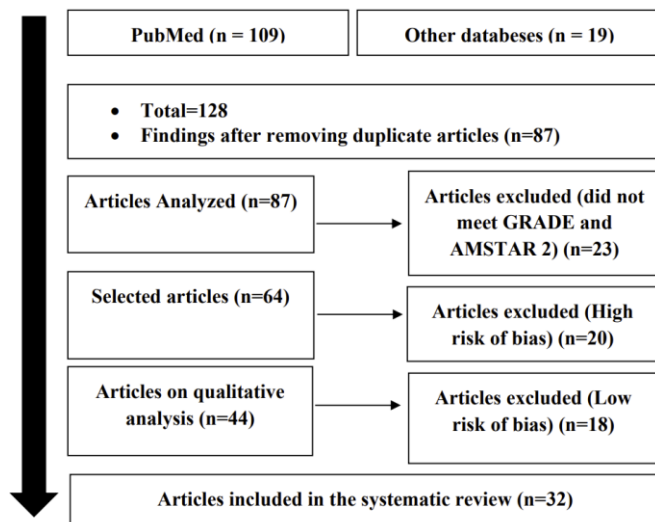 PubMed (n = 109)
Other databeses (n = 19)
• Total=128
• Findings after removing duplicate articles (n=87)
Articles Analyzed (n=87)
Articles excluded (did not
meet GRADE and
AMSTAR 2) (n=23)
Selected articles (n=64)
Articles excluded (High
risk of bias) (n=20)
Articles on qualitative
analysis (n=44)
Articles excluded (Low
risk of bias) (n=18)
Articles included in the systematic review (n=32)